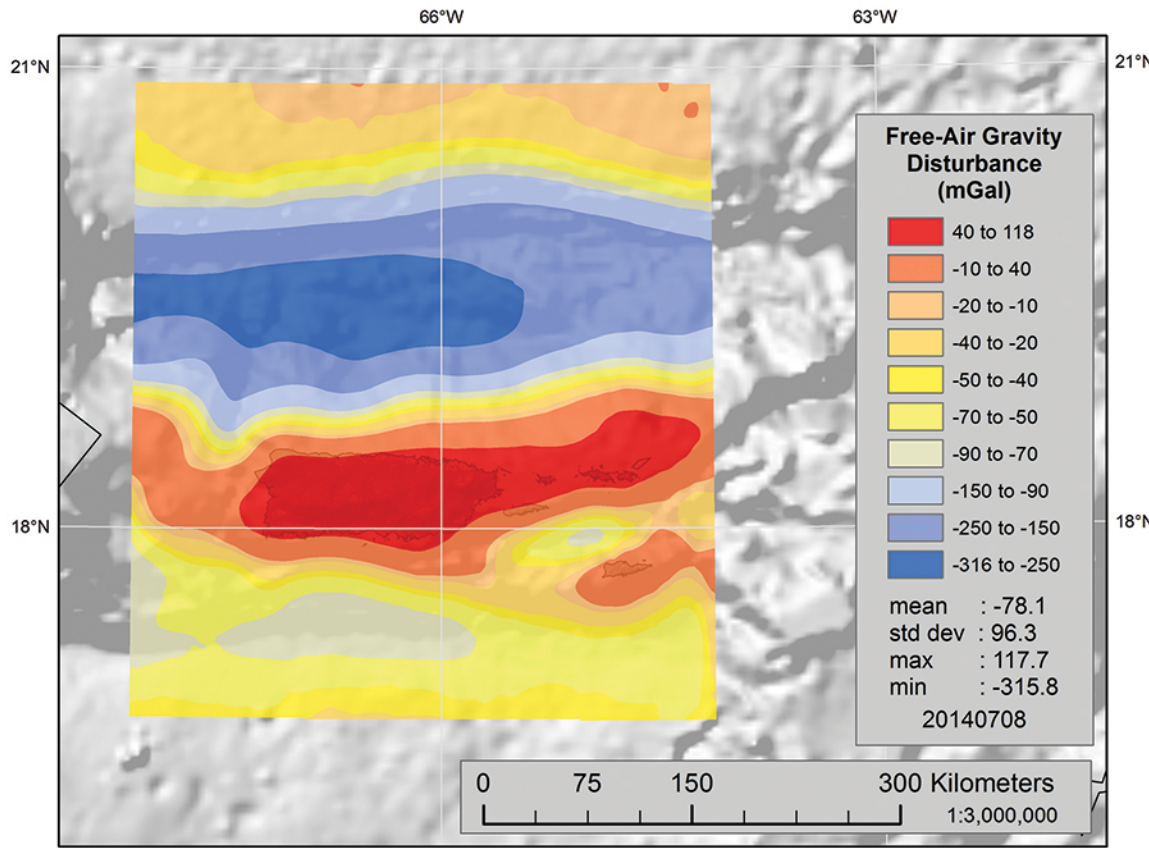 66°W 63°W
21°N 21°N
Free-Air Gravity
Disturbance
(mGal)
40 to 118
-10 to 40
-20 to -10
-40 to -20
-50 to -40
-70 to -50
-90 to -70
-150 to -90
-250 to -150
-316 to -250
18°N 18°N
mean : -78.1
std dev : 96.3
max : 117.7
min : -315.8
20140708
0 75 150 300 Kilometers
1:3,000,000